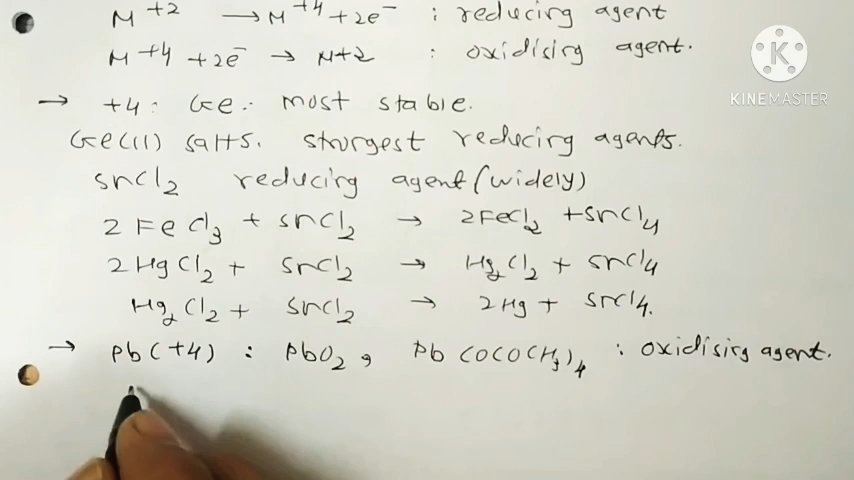 M+2 → M+4 + 2e- : reducing agent
M+4 + 2e- → M+2 : oxidising agent.
→ +4 : Ge : most stable.
Ge(II) salts. strongest reducing agents.
SnCl2 reducing agent (widely)
2FeCl3 + SnCl2 → 2FeCl2 + SnCl4
2HgCl2 + SnCl2 → Hg2Cl2 + SnCl4
Hg2Cl2 + SnCl2 → 2Hg + SnCl4.
→ Pb(+4) : PbO2, Pb(OCOCH3)4 : oxidising agent.
K
KINEMASTER